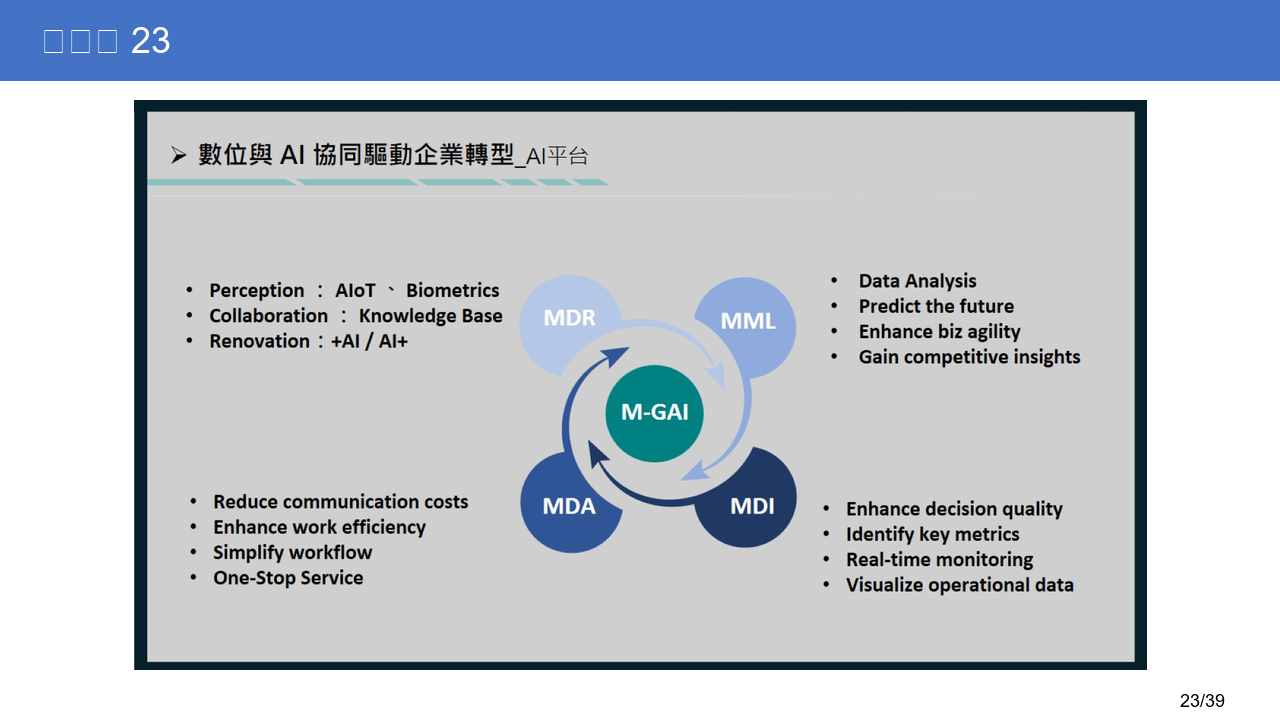 23
數位與 AI 協同驅動企業轉型_AI平台
• Perception ： AIoT 、 Biometrics
• Collaboration ： Knowledge Base
• Renovation：+AI / AI+
MDR
MML
• Data Analysis
• Predict the future
• Enhance biz agility
• Gain competitive insights
M-GAI
• Reduce communication costs
• Enhance work efficiency
• Simplify workflow
• One-Stop Service
MDA
MDI
• Enhance decision quality
• Identify key metrics
• Real-time monitoring
• Visualize operational data
23/39